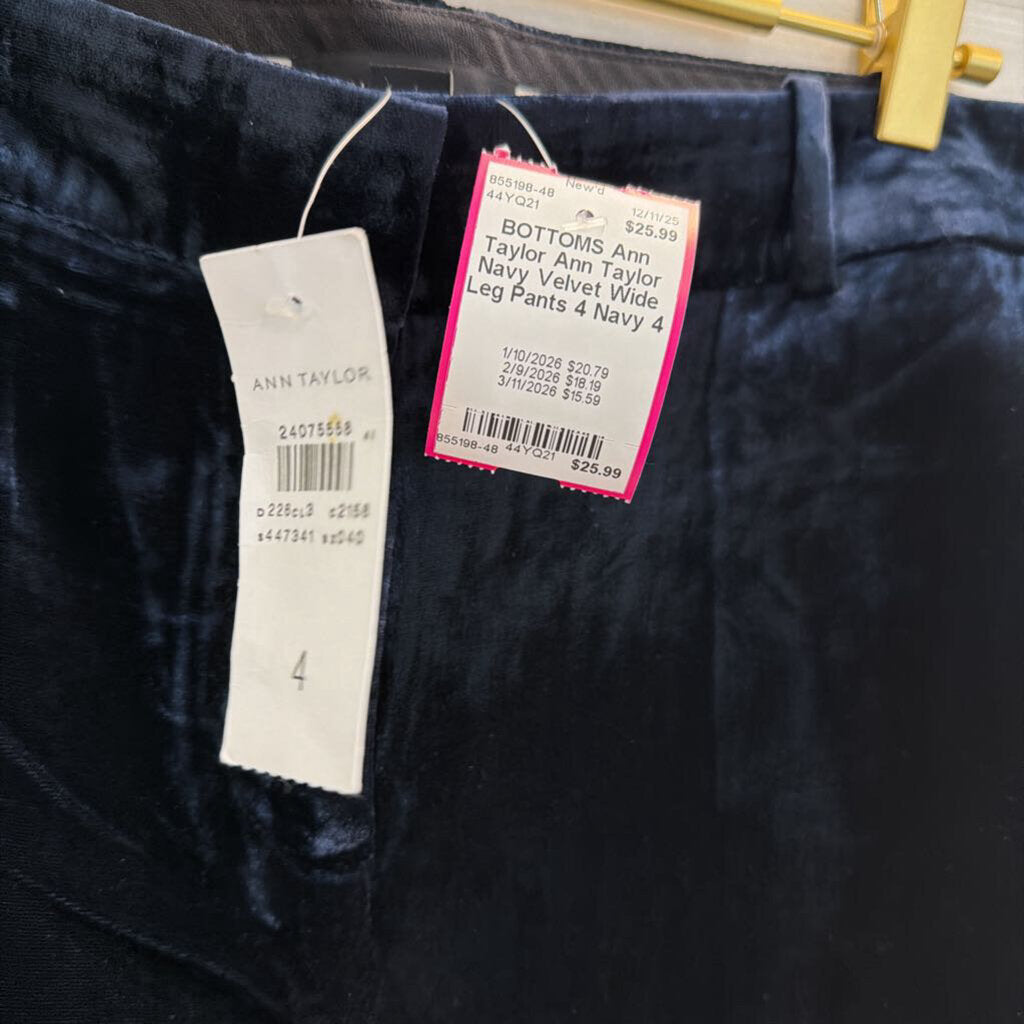 ANN TAYLOR
24075558
D228CL3 C2158
S447341 SZ040
4
855198-48 New'd
44YQ21 12/11/25
$25.99
BOTTOMS Ann
Taylor Ann Taylor
Navy Velvet Wide
Leg Pants 4 Navy 4
1/10/2026 $20.79
2/9/2026 $18.19
3/11/2026 $15.59
855198-48 44YQ21 $25.99